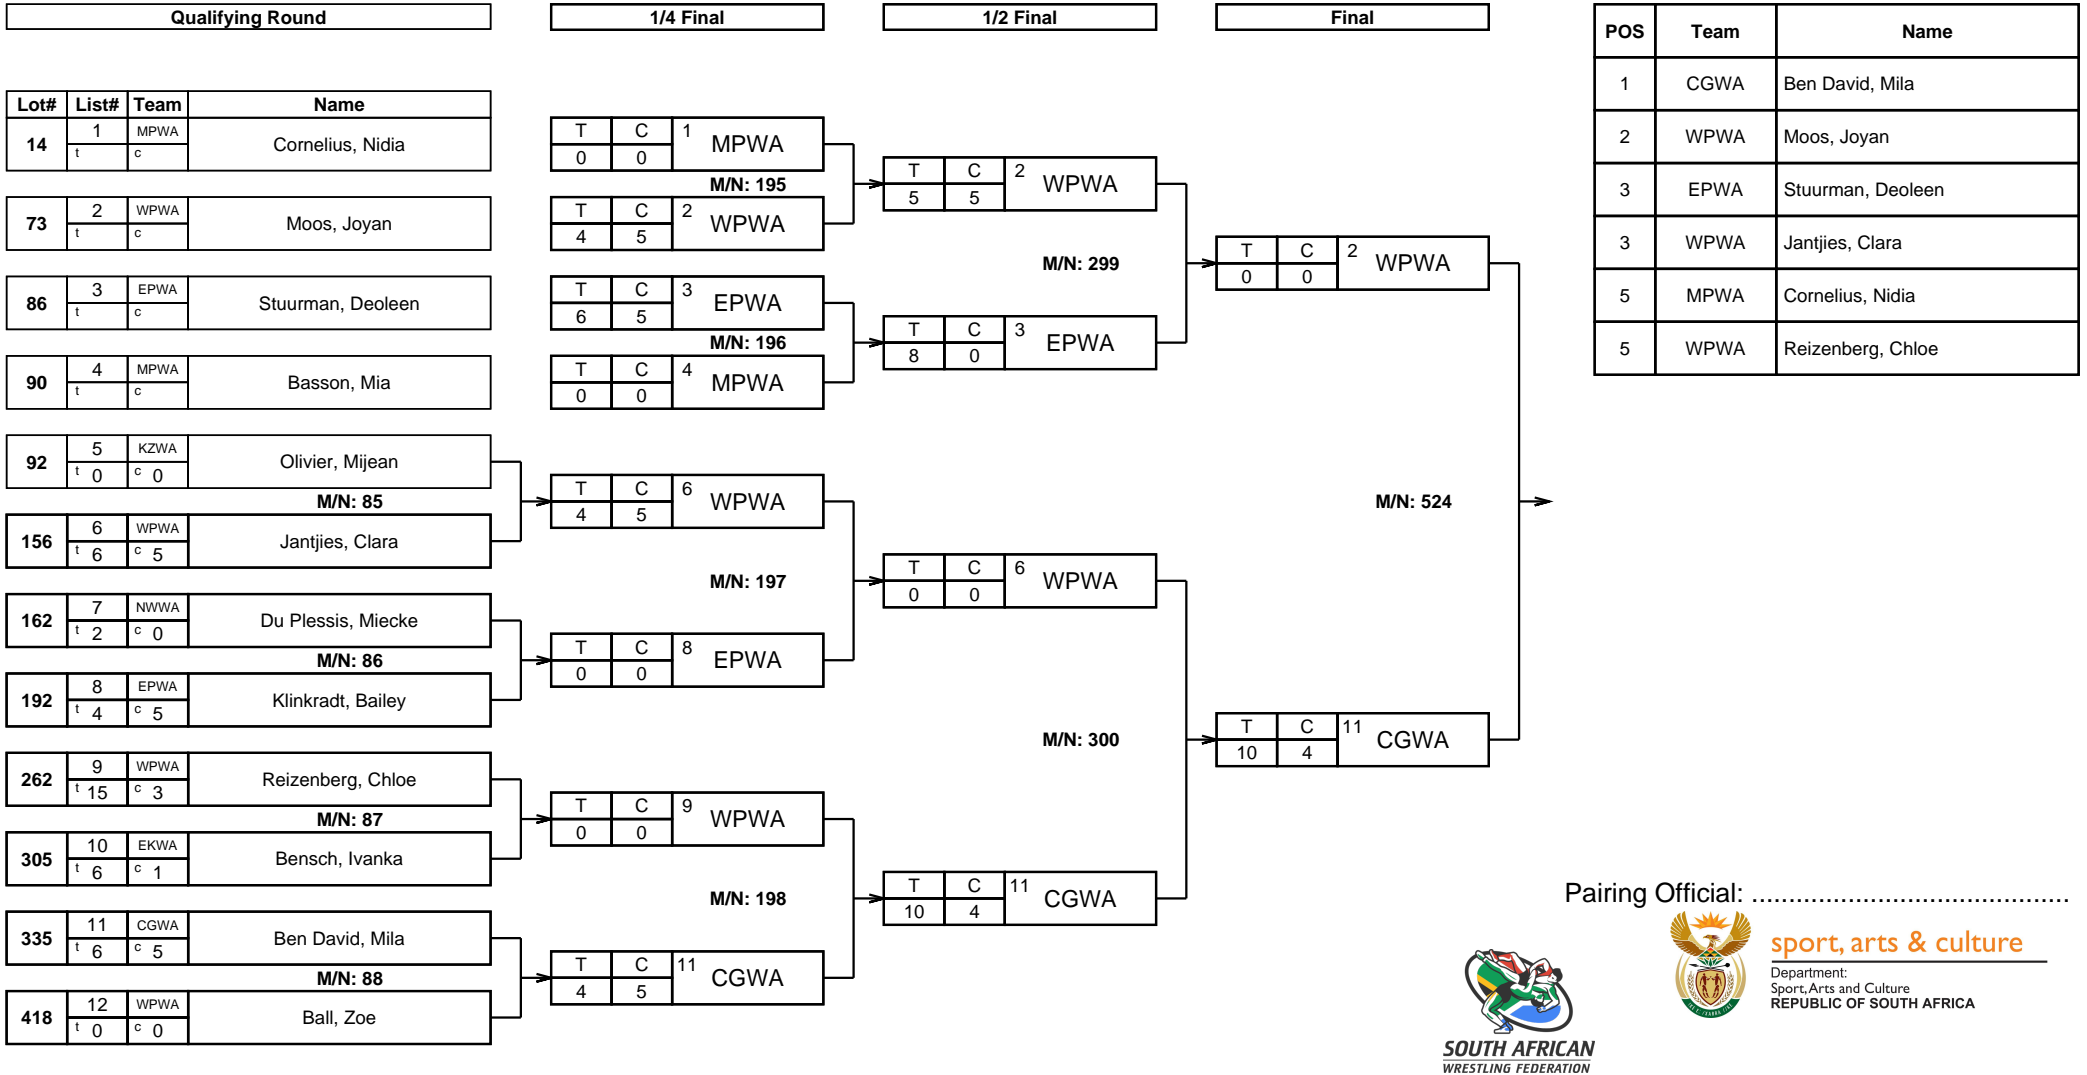 Qualifying Round
1/4 Final
1/2 Final
Final
Lot# List# Team Name
14 1 MPWA Cornelius, Nidia
t c
73 2 WPWA Moos, Joyan
t c
86 3 EPWA Stuurman, Deoleen
t c
90 4 MPWA Basson, Mia
t c
92 5 KZWA Olivier, Mijean
t 0 c 0
M/N: 85
156 6 WPWA Jantjies, Clara
t 6 c 5
162 7 NWWA Du Plessis, Miecke
t 2 c 0
M/N: 86
192 8 EPWA Klinkradt, Bailey
t 4 c 5
262 9 WPWA Reizenberg, Chloe
t 15 c 3
M/N: 87
305 10 EKWA Bensch, Ivanka
t 6 c 1
335 11 CGWA Ben David, Mila
t 6 c 5
M/N: 88
418 12 WPWA Ball, Zoe
t 0 c 0
T C 1 MPWA
0 0
M/N: 195
T C 2 WPWA
4 5
T C 3 EPWA
6 5
M/N: 196
T C 4 MPWA
0 0
T C 6 WPWA
4 5
M/N: 197
T C 8 EPWA
0 0
T C 9 WPWA
0 0
M/N: 198
T C 11 CGWA
4 5
T C 2 WPWA
5 5
M/N: 299
T C 3 EPWA
8 0
T C 6 WPWA
0 0
M/N: 300
T C 11 CGWA
10 4
T C 2 WPWA
0 0
M/N: 524
T C 11 CGWA
10 4
POS Team Name
1 CGWA Ben David, Mila
2 WPWA Moos, Joyan
3 EPWA Stuurman, Deoleen
3 WPWA Jantjies, Clara
5 MPWA Cornelius, Nidia
5 WPWA Reizenberg, Chloe
Pairing Official: ...........................................
SOUTH AFRICAN
WRESTLING FEDERATION
sport, arts & culture
Department:
Sport, Arts and Culture
REPUBLIC OF SOUTH AFRICA